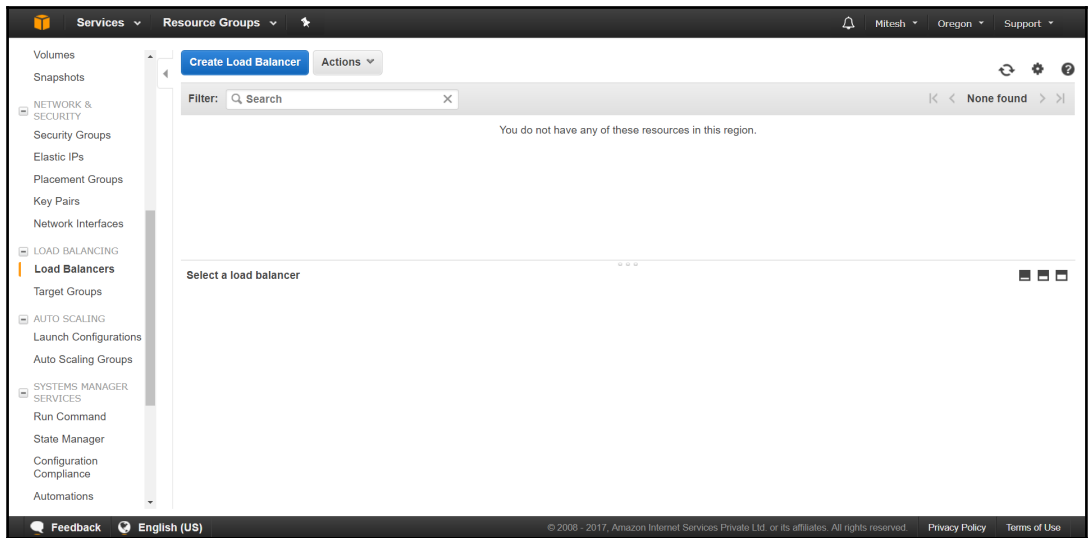 Services Resource Groups Mitesh Oregon Support
Volumes
Snapshots
NETWORK &
SECURITY
Security Groups
Elastic IPs
Placement Groups
Key Pairs
Network Interfaces
LOAD BALANCING
Load Balancers
Target Groups
AUTO SCALING
Launch Configurations
Auto Scaling Groups
SYSTEMS MANAGER
SERVICES
Run Command
State Manager
Configuration
Compliance
Automations
Create Load Balancer Actions
Filter: Search None found
You do not have any of these resources in this region.
Select a load balancer
Feedback English (US) © 2008 - 2017, Amazon Internet Services Private Ltd. or its affiliates. All rights reserved. Privacy Policy Terms of Use